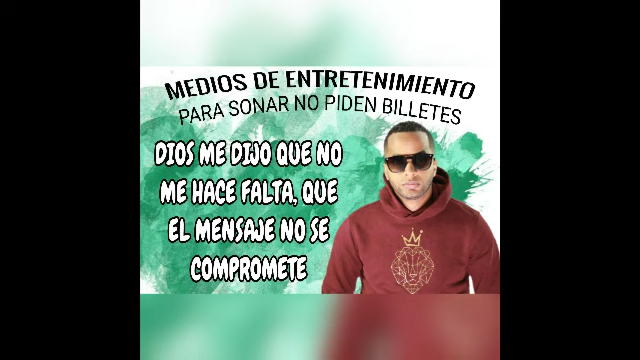 MEDIOS DE ENTRETENIMIENTO
PARA SONAR NO PIDEN BILLETES
DIOS ME DIJO QUE NO
ME HACE FALTA, QUE
EL MENSAJE NO SE
COMPROMETE